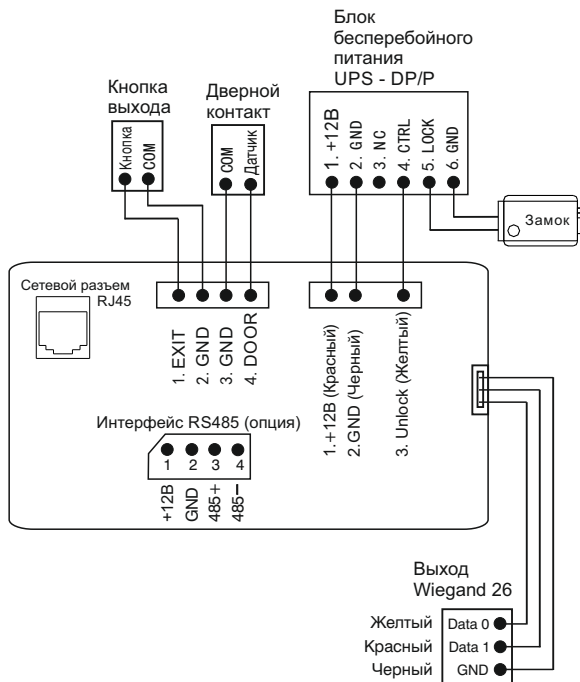 Блок
бесперебойного
питания
UPS - DP/P
Кнопка
выхода
Дверной
контакт
Кнопка
COM
COM
Датчик
1. +12В
2. GND
3. NC
4. CTRL
5. LOCK
6. GND
Замок
Сетевой разъем
RJ45
1. EXIT
2. GND
3. GND
4. DOOR
1.+12В (Красный)
2.GND (Черный)
3. Unlock (Желтый)
Интерфейс RS485 (опция)
1 2 3 4
+12В
GND
485+
485-
Выход
Wiegand 26
Желтый Data 0
Красный Data 1
Черный GND